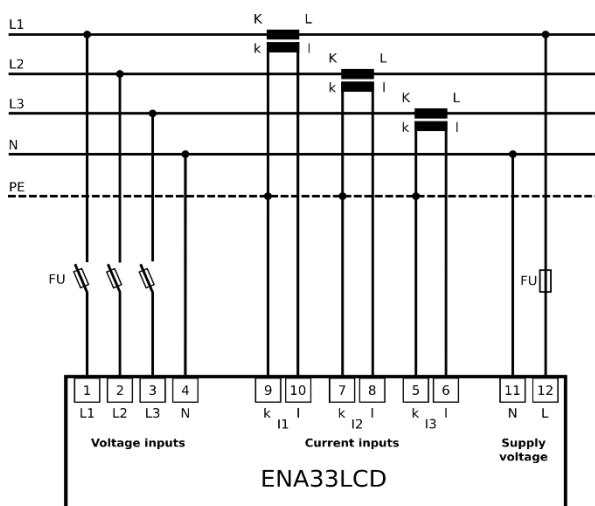 K L
L1
k l
K L
L2
k l
L3
K L
k l
N
PE
FU
FU
1 2 3 4 9 10 7 8 5 6 11 12
L1 L2 L3 N k l k l k l N L
I1 I2 I3
Voltage inputs Current inputs Supply
voltage
ENA33LCD